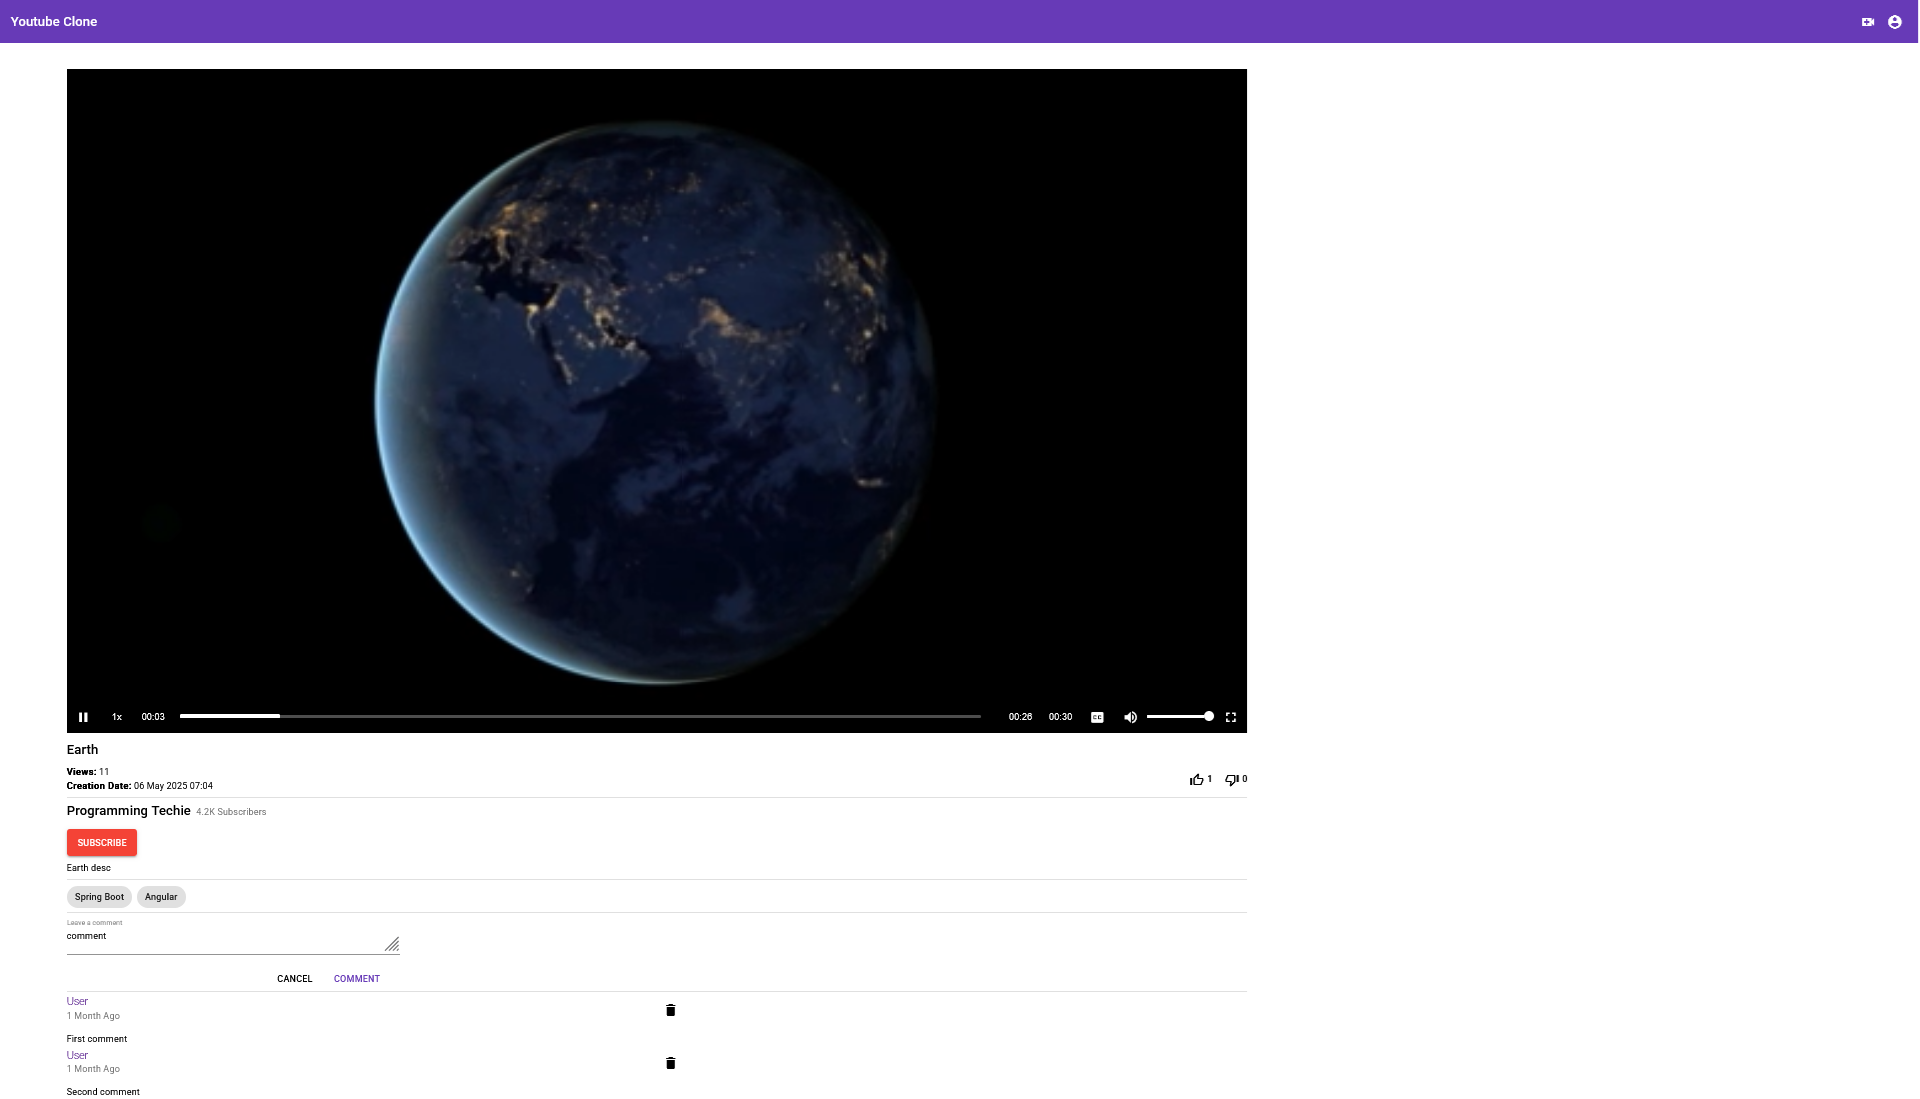 Youtube Clone
1x 00:03 00:26 00:30 CC
Earth
Views: 11
Creation Date: 06 May 2025 07:04
1 0
Programming Techie 4.2K Subscribers
SUBSCRIBE
Earth desc
Spring Boot Angular
Leave a comment
comment
CANCEL COMMENT
User
1 Month Ago
First comment
User
1 Month Ago
Second comment